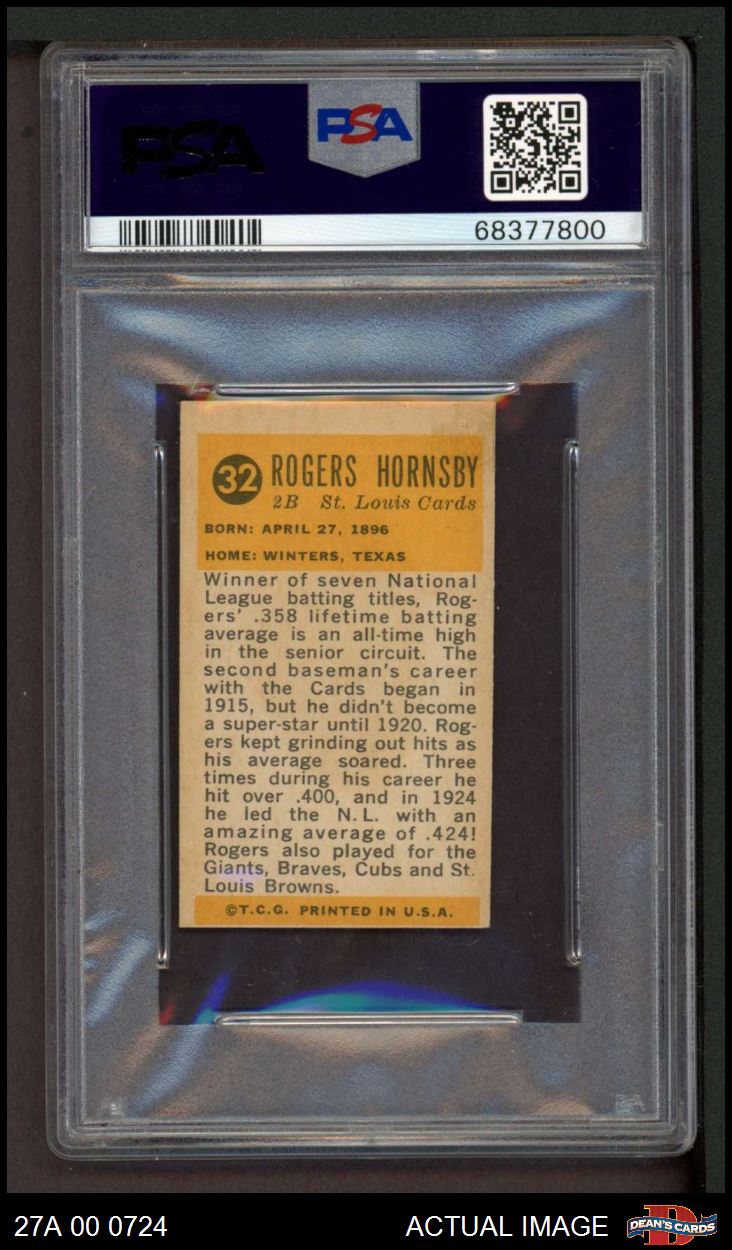 PSA
PSA
68377800
32 ROGERS HORNSBY
2B St. Louis Cards
BORN: APRIL 27, 1896
HOME: WINTERS, TEXAS
Winner of seven National
League batting titles, Rog-
ers' .358 lifetime batting
average is an all-time high
in the senior circuit. The
second baseman's career
with the Cards began in
1915, but he didn't become
a super-star until 1920. Rog-
ers kept grinding out hits as
his average soared. Three
times during his career he
hit over .400, and in 1924
he led the N.L. with an
amazing average of .424!
Rogers also played for the
Giants, Braves, Cubs and St.
Louis Browns.
©T.C.G. PRINTED IN U.S.A.
27A 00 0724
ACTUAL IMAGE
DEAN'S CARDS